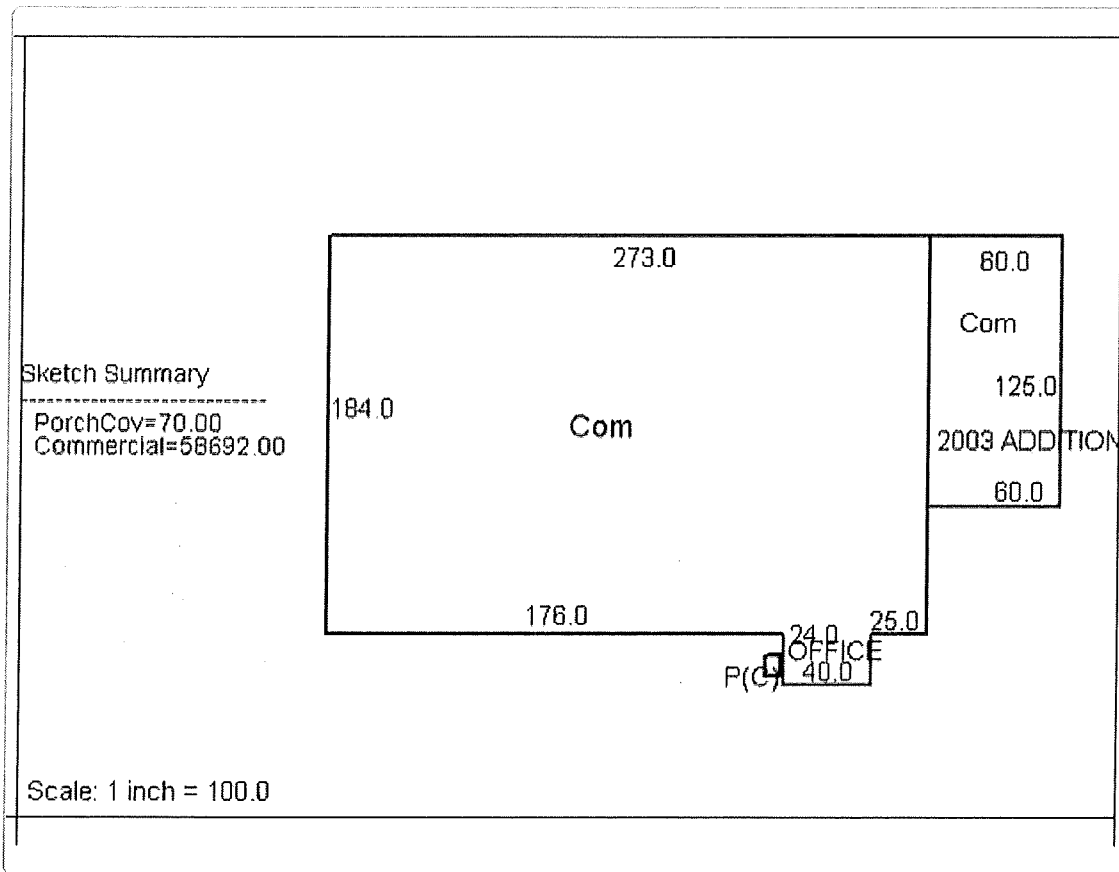 273.0
60.0
Com
Sketch Summary
125.0
184.0
PorchCov=70.00
Com
Commercial=58692.00
2003 ADDITION
60.0
176.0
25.0
24.0
OFFICE
P(C)
40.0
Scale: 1 inch = 100.0